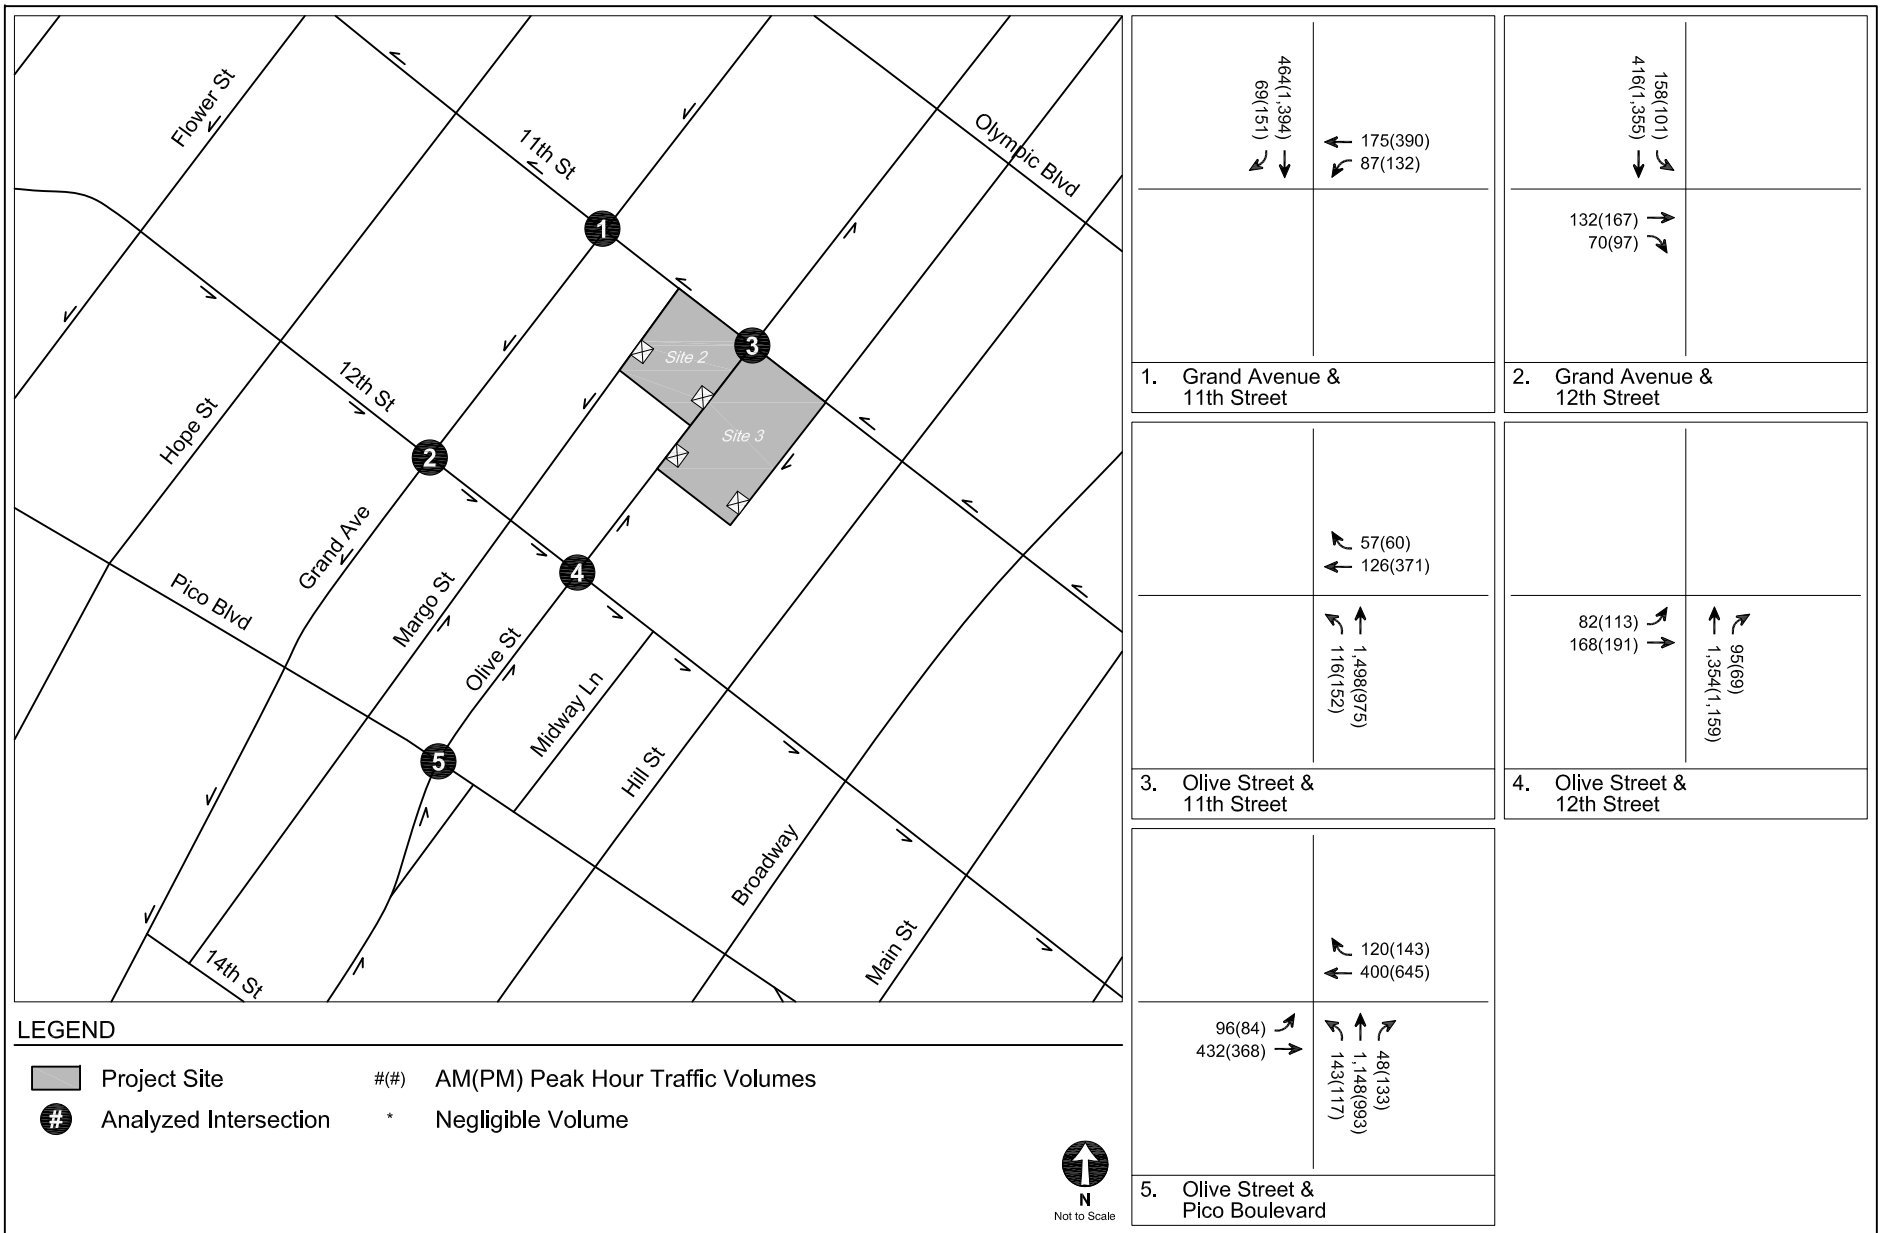 Flower St
11th St
Olympic Blvd
1
Site 2
3
12th St
Hope St
Site 3
2
Grand Ave
4
Pico Blvd
Margo St
Olive St
Midway Ln
5
Hill St
Broadway
14th St
Main St
LEGEND
Project Site
#(#) AM(PM) Peak Hour Traffic Volumes
# Analyzed Intersection
* Negligible Volume
N
Not to Scale
69(151)
464(1,394)
175(390)
87(132)
1. Grand Avenue &
11th Street
416(1,355)
158(101)
132(167)
70(97)
2. Grand Avenue &
12th Street
57(60)
126(371)
116(152)
1,498(975)
3. Olive Street &
11th Street
82(113)
168(191)
1,354(1,159)
95(69)
4. Olive Street &
12th Street
120(143)
400(645)
96(84)
432(368)
143(117)
1,148(993)
48(133)
5. Olive Street &
Pico Boulevard